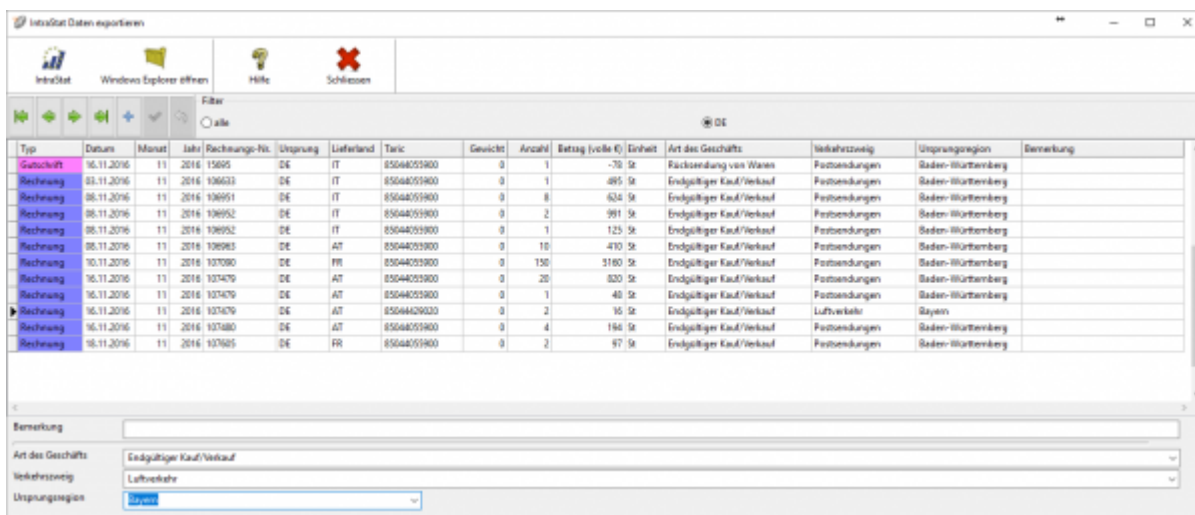 IntraStat Daten exportieren
IntraStat Windows Explorer öffnen Hilfe Schliessen
Filter
alle DE
Typ Datum Monat Jahr Rechnungs-Nr. Ursprung Lieferland Taric Gewicht Anzahl Betrag (volle €) Einheit Art des Geschäfts Verkehrszweig Ursprungsregion Bemerkung
Gutschrift 16.11.2016 11 2016 15695 DE IT 85044055900 0 1 -78 St Rücksendung von Waren Postsendungen Baden-Württemberg
Rechnung 03.11.2016 11 2016 106633 DE IT 85044055900 0 1 495 St Endgültiger Kauf/Verkauf Postsendungen Baden-Württemberg
Rechnung 08.11.2016 11 2016 106951 DE IT 85044055900 0 8 624 St Endgültiger Kauf/Verkauf Postsendungen Baden-Württemberg
Rechnung 08.11.2016 11 2016 106952 DE IT 85044055900 0 2 991 St Endgültiger Kauf/Verkauf Postsendungen Baden-Württemberg
Rechnung 08.11.2016 11 2016 106952 DE IT 85044055900 0 1 123 St Endgültiger Kauf/Verkauf Postsendungen Baden-Württemberg
Rechnung 08.11.2016 11 2016 106963 DE AT 85044055900 0 10 410 St Endgültiger Kauf/Verkauf Postsendungen Baden-Württemberg
Rechnung 10.11.2016 11 2016 107090 DE FR 85044055900 0 150 3160 St Endgültiger Kauf/Verkauf Postsendungen Baden-Württemberg
Rechnung 16.11.2016 11 2016 107479 DE AT 85044055900 0 20 820 St Endgültiger Kauf/Verkauf Postsendungen Baden-Württemberg
Rechnung 16.11.2016 11 2016 107479 DE AT 85044055900 0 1 48 St Endgültiger Kauf/Verkauf Postsendungen Baden-Württemberg
Rechnung 16.11.2016 11 2016 107479 DE AT 85044429020 0 2 16 St Endgültiger Kauf/Verkauf Luftverkehr Bayern
Rechnung 16.11.2016 11 2016 107480 DE AT 85044055900 0 4 194 St Endgültiger Kauf/Verkauf Postsendungen Baden-Württemberg
Rechnung 18.11.2016 11 2016 107605 DE FR 85044055900 0 2 97 St Endgültiger Kauf/Verkauf Postsendungen Baden-Württemberg
Bemerkung
Art des Geschäfts Endgültiger Kauf/Verkauf
Verkehrszweig Luftverkehr
Ursprungsregion Bayern